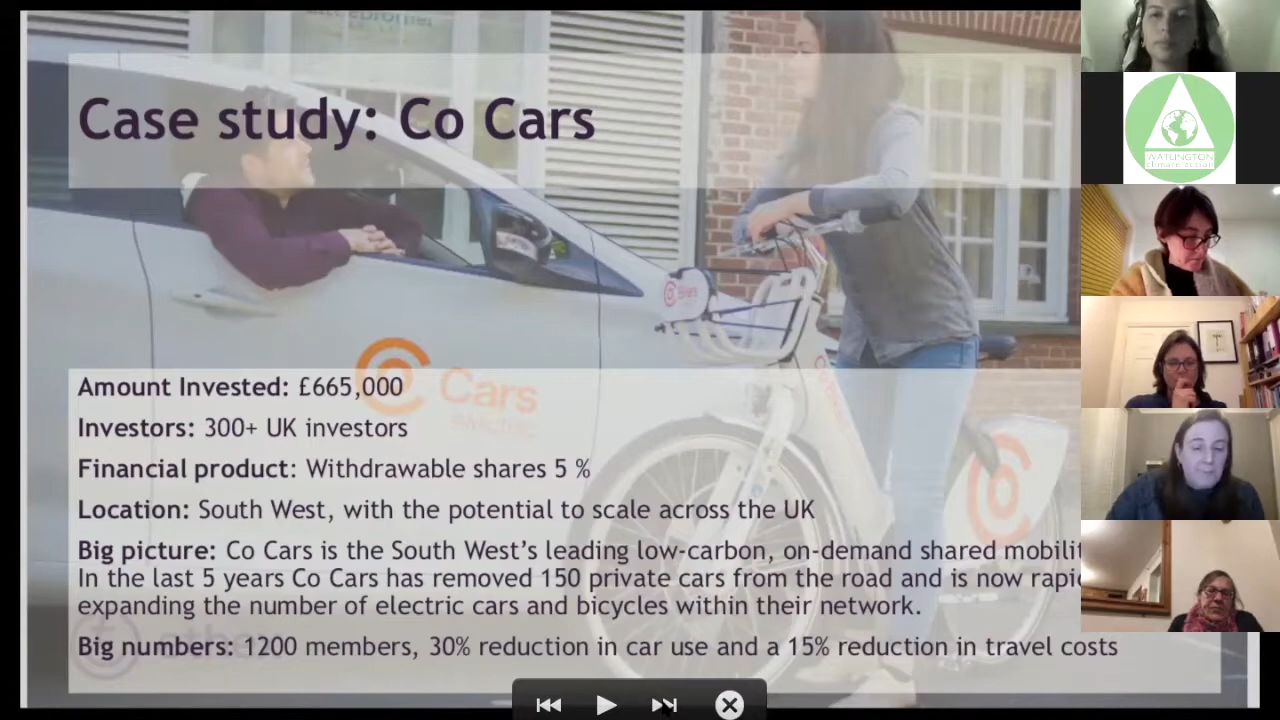 Case study: Co Cars
Cars
electric
Amount Invested: £665,000
Investors: 300+ UK investors
Financial product: Withdrawable shares 5 %
Location: South West, with the potential to scale across the UK
Big picture: Co Cars is the South West’s leading low-carbon, on-demand shared
In the last 5 years Co Cars has removed 150 private cars from the road and is now
expanding the number of electric cars and bicycles within their network.
Big numbers: 1200 members, 30% reduction in car use and a 15% reduction in travel costs
WATLINGTON
climate action